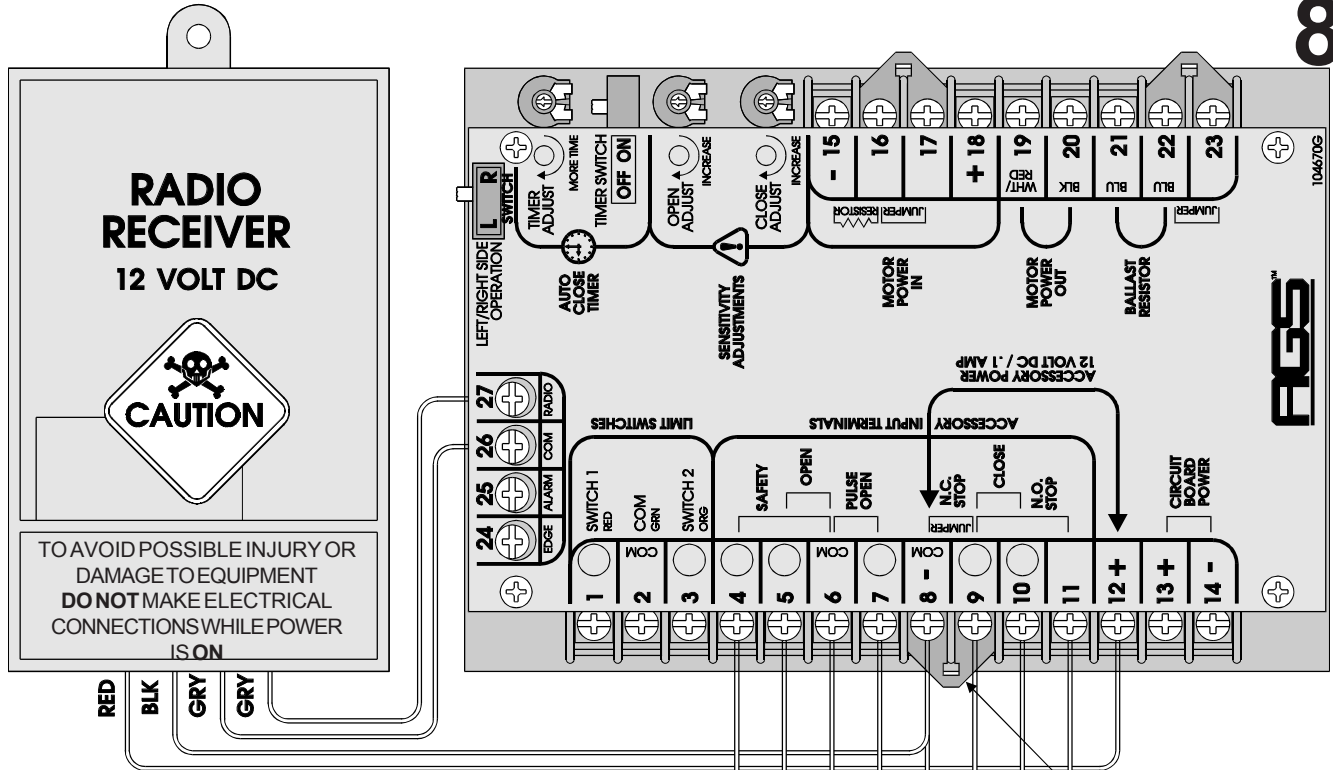 8
RADIO
RECEIVER
12 VOLT DC
CAUTION
TO AVOID POSSIBLE INJURY OR
DAMAGE TO EQUIPMENT
DO NOT MAKE ELECTRICAL
CONNECTIONS WHILE POWER
IS ON
RED
BLK
GRY
GRY
L R
SWITCH
LEFT/RIGHT SIDE
OPERATION
TIMER
ADJUST
MORE TIME
TIMER SWITCH
OFF ON
AUTO
CLOSE
TIMER
OPEN
ADJUST
INCREASE
CLOSE
ADJUST
INCREASE
SENSITIVITY
ADJUSTMENTS
- 15
16
17
+ 18
19
20
21
22
23
WHT/
RED
BLK
BLU
BLU
RESISTOR
JUMPER
JUMPER
MOTOR
POWER
IN
MOTOR
POWER
OUT
BALLAST
RESISTOR
104670G
AGS™
27
RADIO
26
COM
25
ALARM
24
EDGE
LIMIT SWITCHES
ACCESSORY INPUT TERMINALS
ACCESSORY POWER
12 VOLT DC / .1 AMP
SWITCH 1
RED
COM
GRN
SWITCH 2
ORG
SAFETY
OPEN
PULSE
OPEN
N.C.
STOP
CLOSE
N.O.
STOP
CIRCUIT
BOARD
POWER
COM
COM
COM
JUMPER
1
2
3
4
5
6
7
8 -
9
10
11
12 +
13 +
14 -